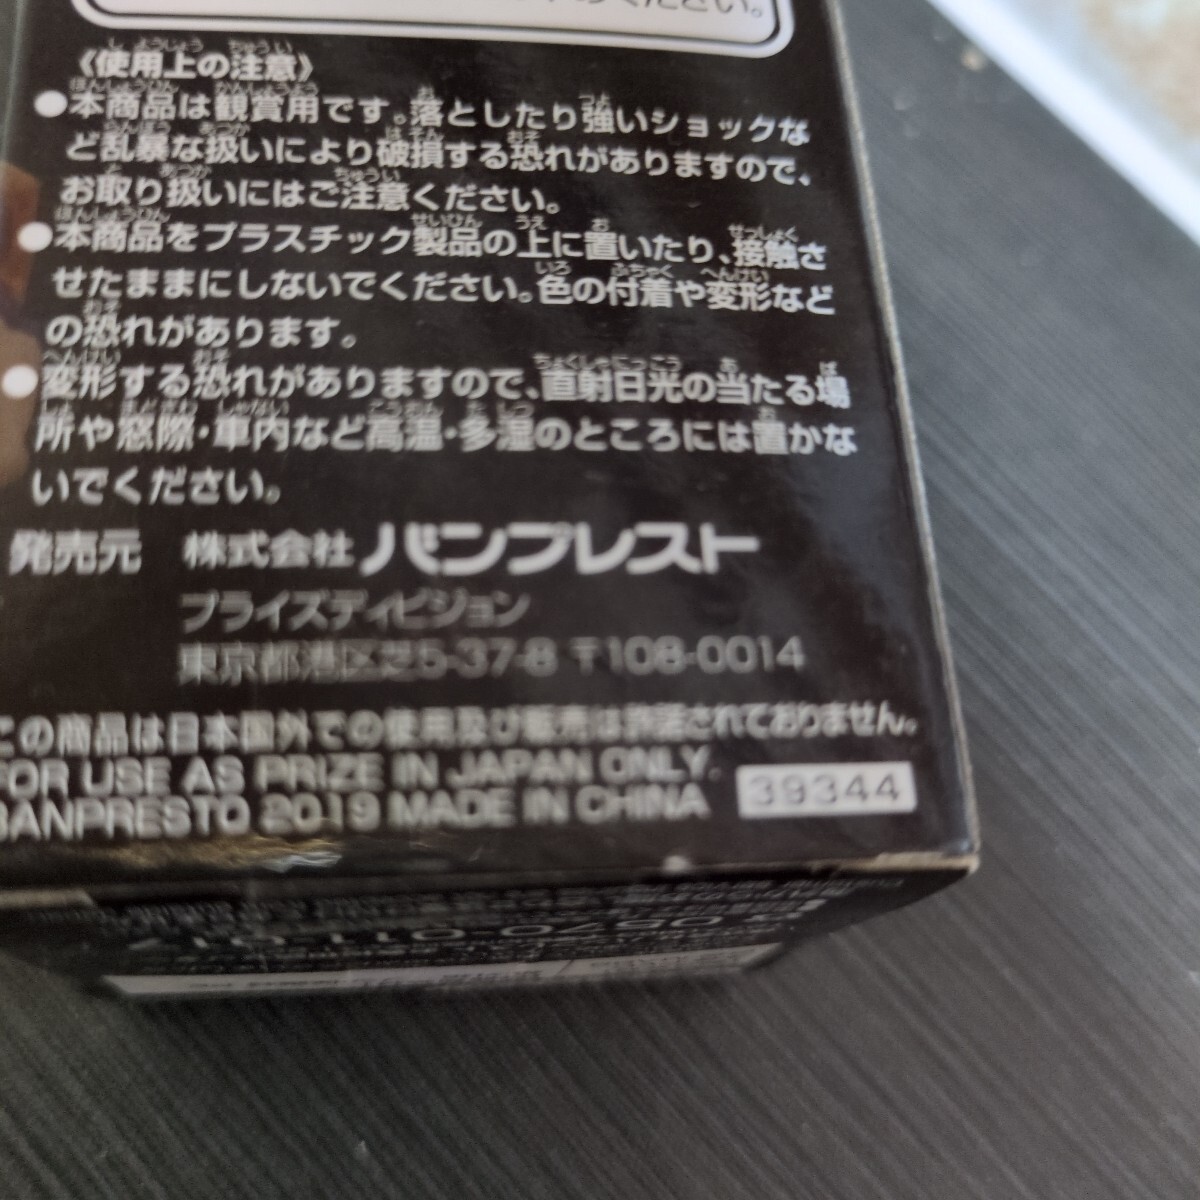 ください。
《使用上の注意》
●本商品は観賞用です。落としたり強いショックな
ど乱暴な扱いにより破損する恐れがありますので、
お取り扱いにはご注意ください。
●本商品をプラスチック製品の上に置いたり、接触さ
せたままにしないでください。色の付着や変形など
の恐れがあります。
●変形する恐れがありますので、直射日光の当たる場
所や窓際・車内など高温・多湿のところには置かな
いでください。
発売元 株式会社 バンプレスト
プライズディビジョン
東京都港区芝5-37-8 〒108-0014
この商品は日本国外での使用及び販売は許諾されておりません。
FOR USE AS PRIZE IN JAPAN ONLY.
BANPRESTO 2019 MADE IN CHINA
39344